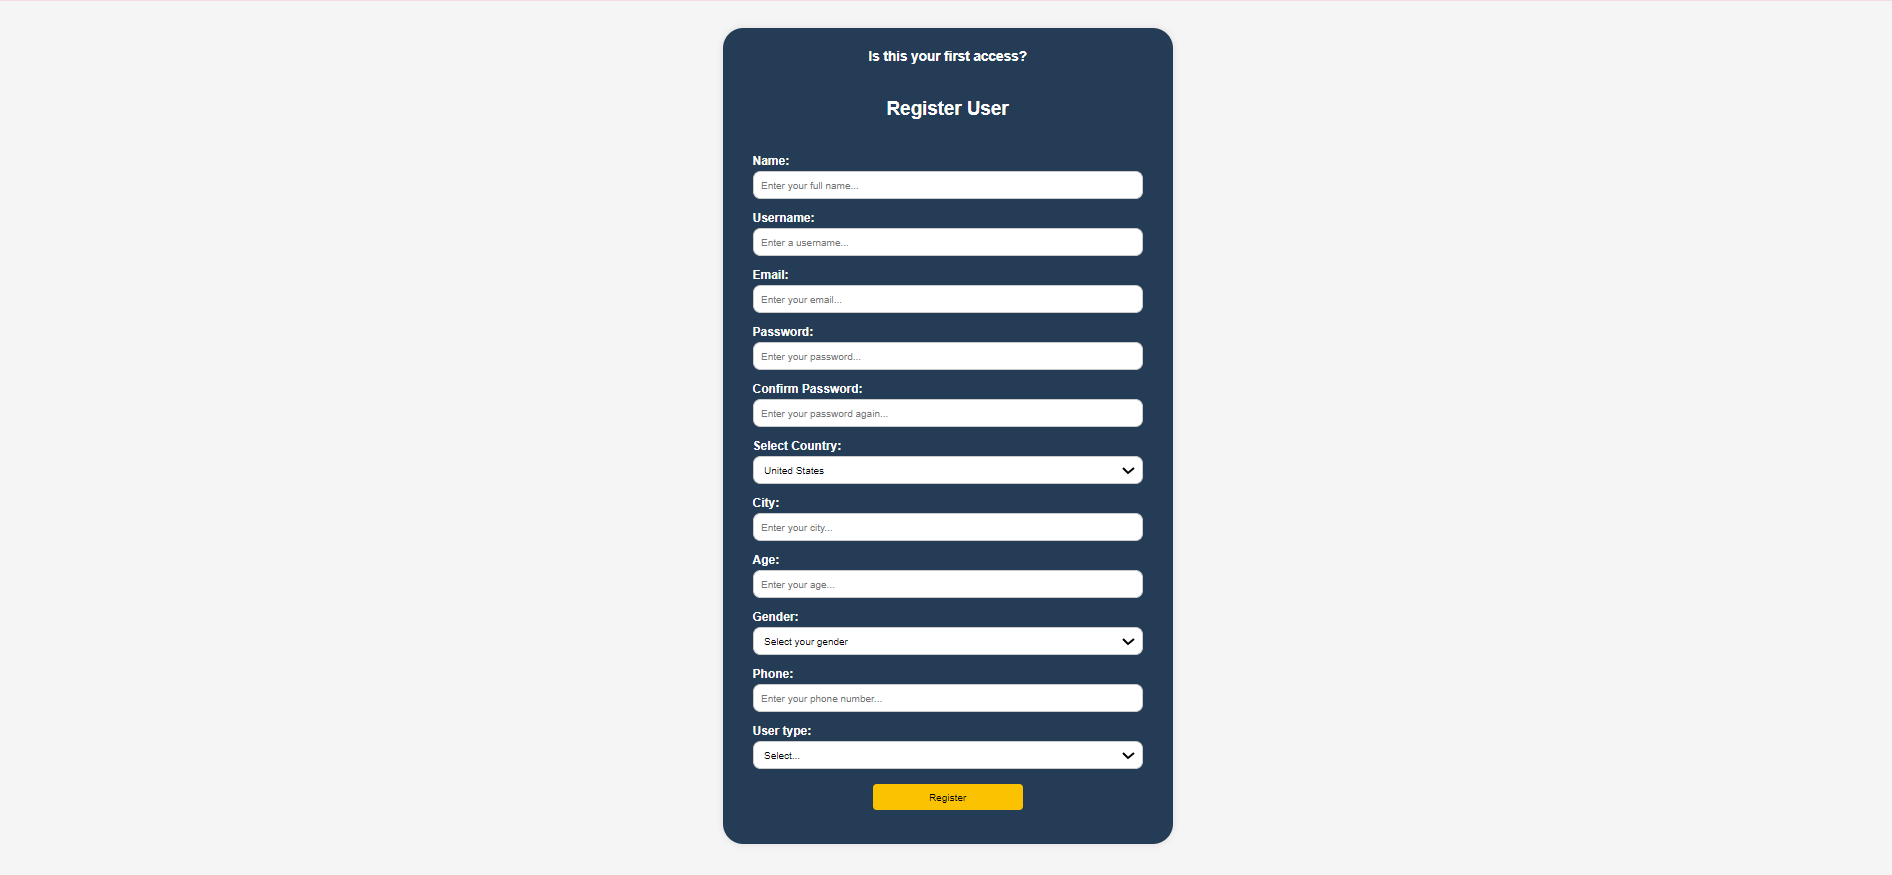 Is this your first access?
Register User
Name:
Enter your full name...
Username:
Enter a username...
Email:
Enter your email...
Password:
Enter your password...
Confirm Password:
Enter your password again...
Select Country:
United States
City:
Enter your city...
Age:
Enter your age...
Gender:
Select your gender
Phone:
Enter your phone number...
User type:
Select...
Register